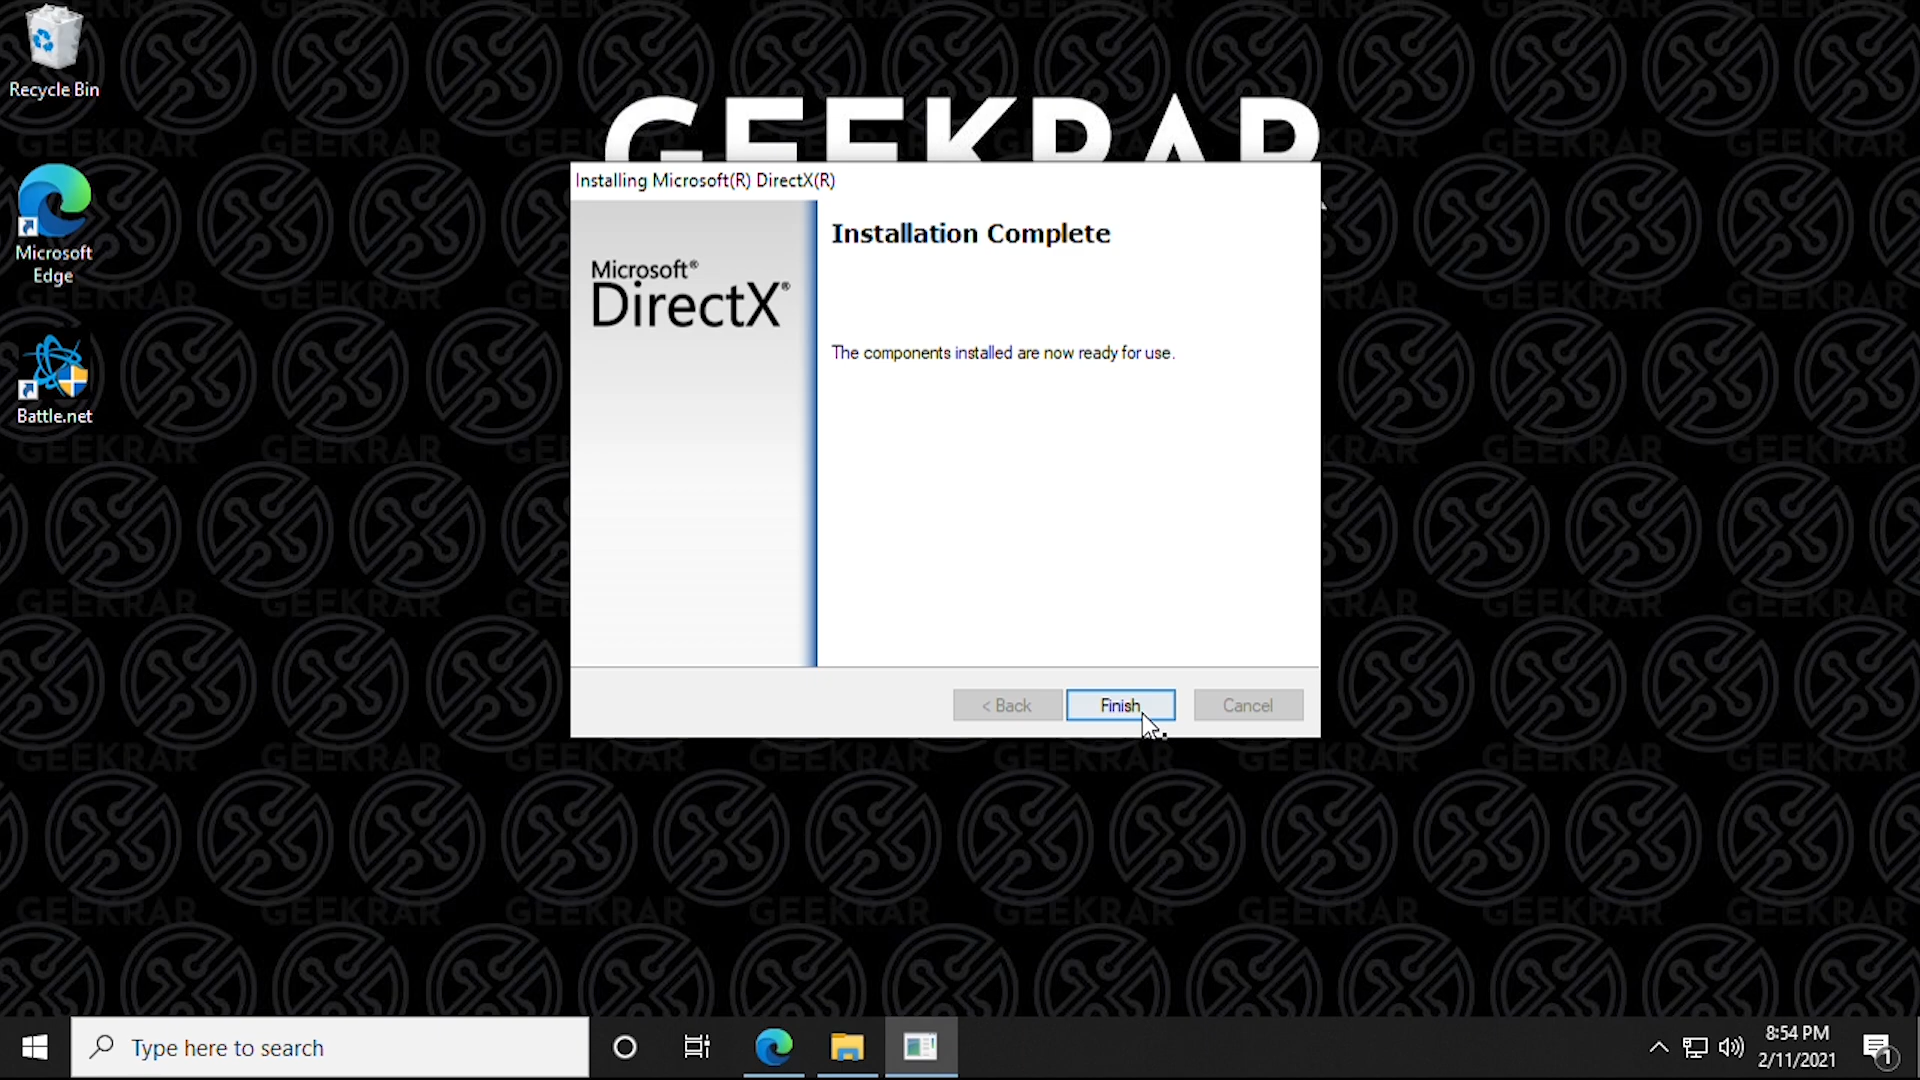 Recycle Bin
GEEKRAR
Installing Microsoft(R) DirectX(R)
Installation Complete
Microsoft®
DirectX®
The components installed are now ready for use.
< Back
Finish
Cancel
Microsoft
Edge
Battle.net
Type here to search
8:54 PM
2/11/2021
1